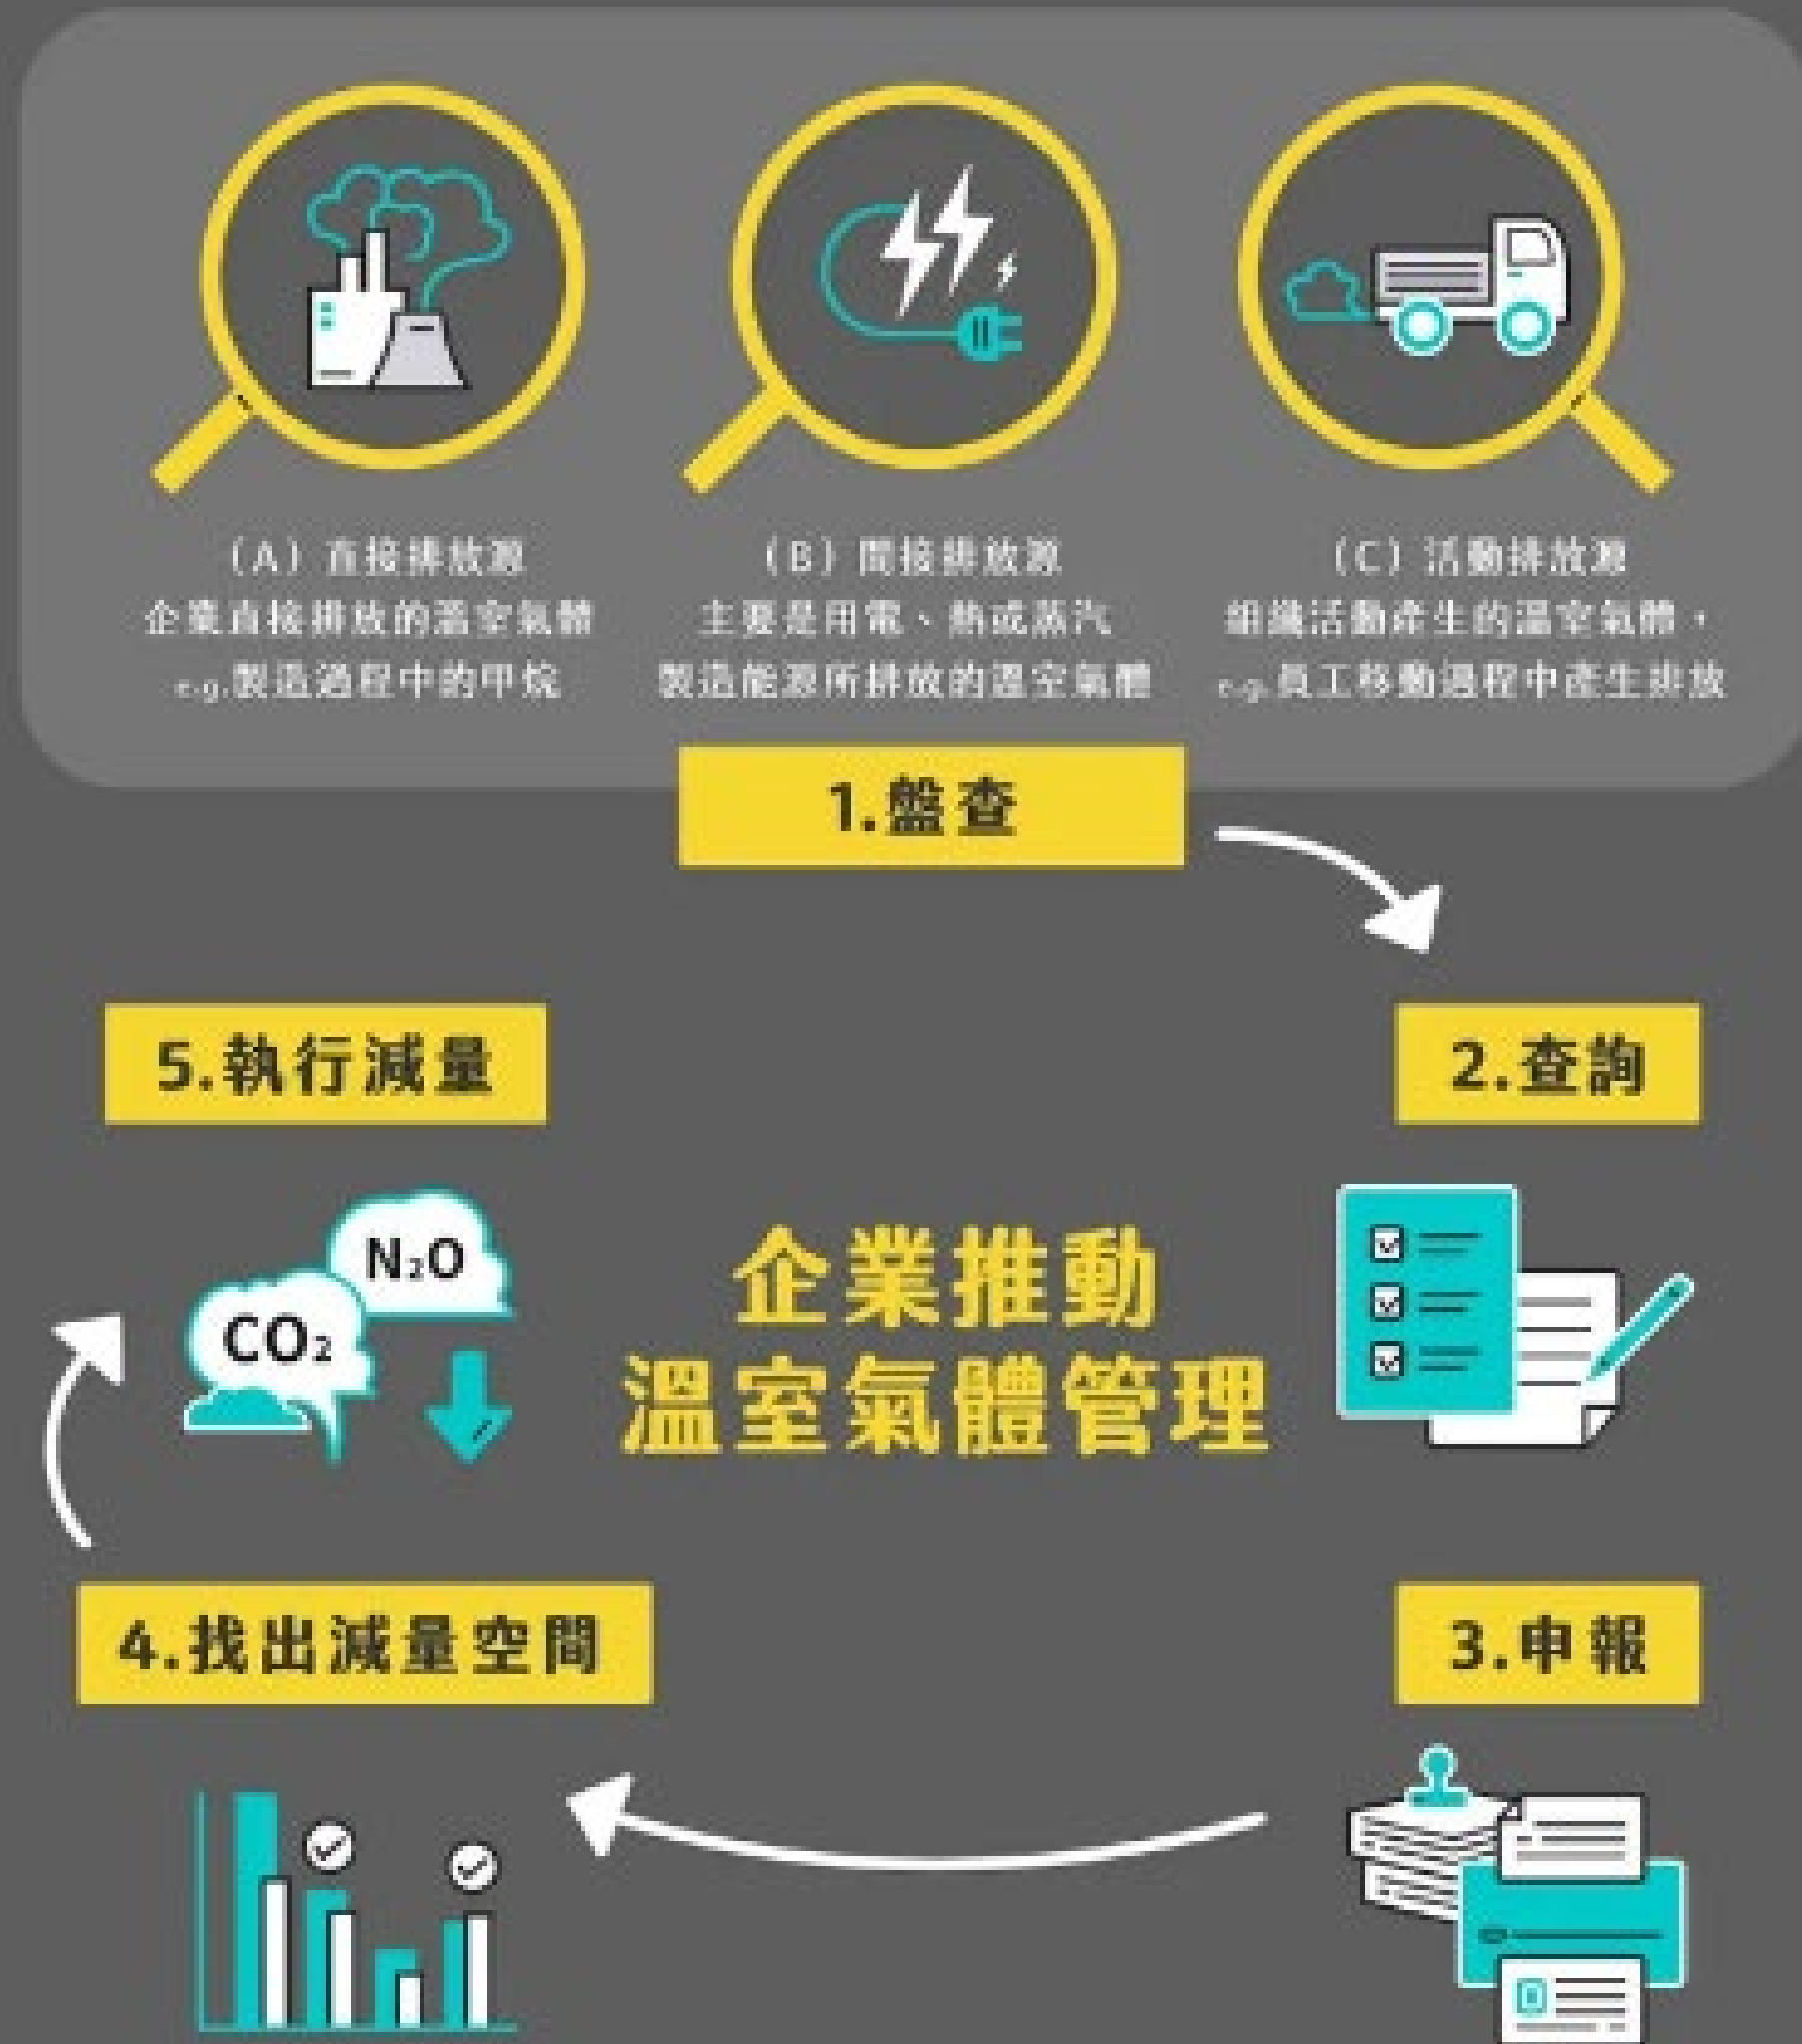 (A) 直接排放源
企業直接排放的溫室氣體
e.g.製造過程中的甲烷
(B) 間接排放源
主要是用電、熱或蒸汽
製造能源所排放的溫室氣體
(C) 活動排放源
組織活動產生的溫室氣體，
e.g.員工移動過程中產生排放
1.盤查
2.查詢
3.申報
4.找出減量空間
5.執行減量
N₂O
CO₂
企業推動
溫室氣體管理